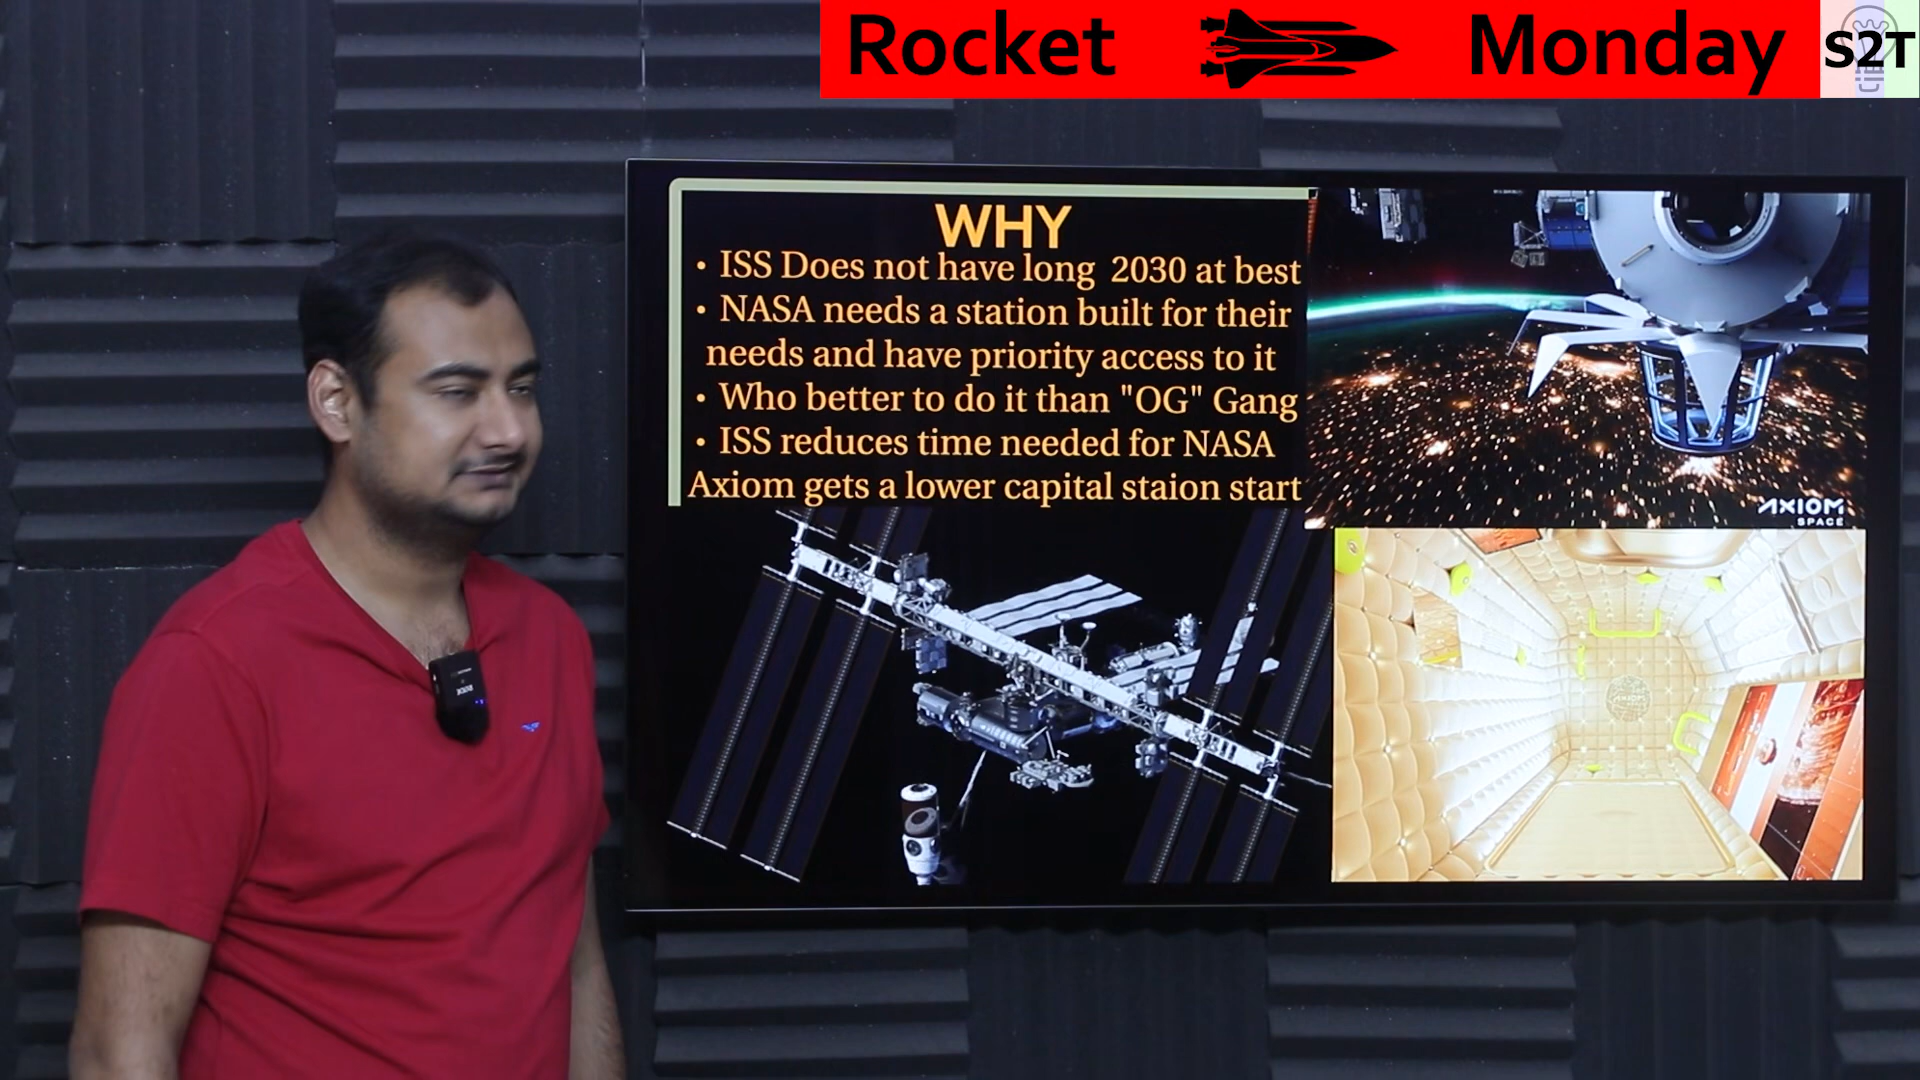 Rocket Monday S2T
WHY
• ISS Does not have long 2030 at best
• NASA needs a station built for their
needs and have priority access to it
• Who better to do it than "OG" Gang
• ISS reduces time needed for NASA
Axiom gets a lower capital staion start
AXIOM
SPACE
RODE